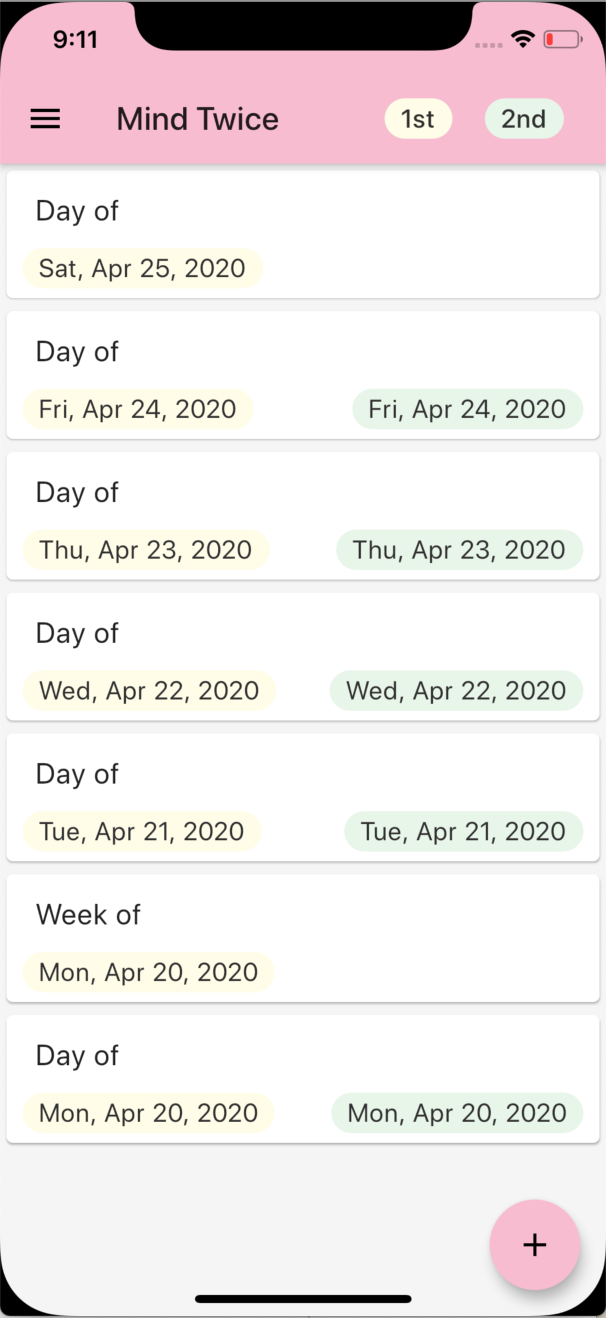 9:11
Mind Twice 1st 2nd
Day of
Sat, Apr 25, 2020
Day of
Fri, Apr 24, 2020 Fri, Apr 24, 2020
Day of
Thu, Apr 23, 2020 Thu, Apr 23, 2020
Day of
Wed, Apr 22, 2020 Wed, Apr 22, 2020
Day of
Tue, Apr 21, 2020 Tue, Apr 21, 2020
Week of
Mon, Apr 20, 2020
Day of
Mon, Apr 20, 2020 Mon, Apr 20, 2020
+